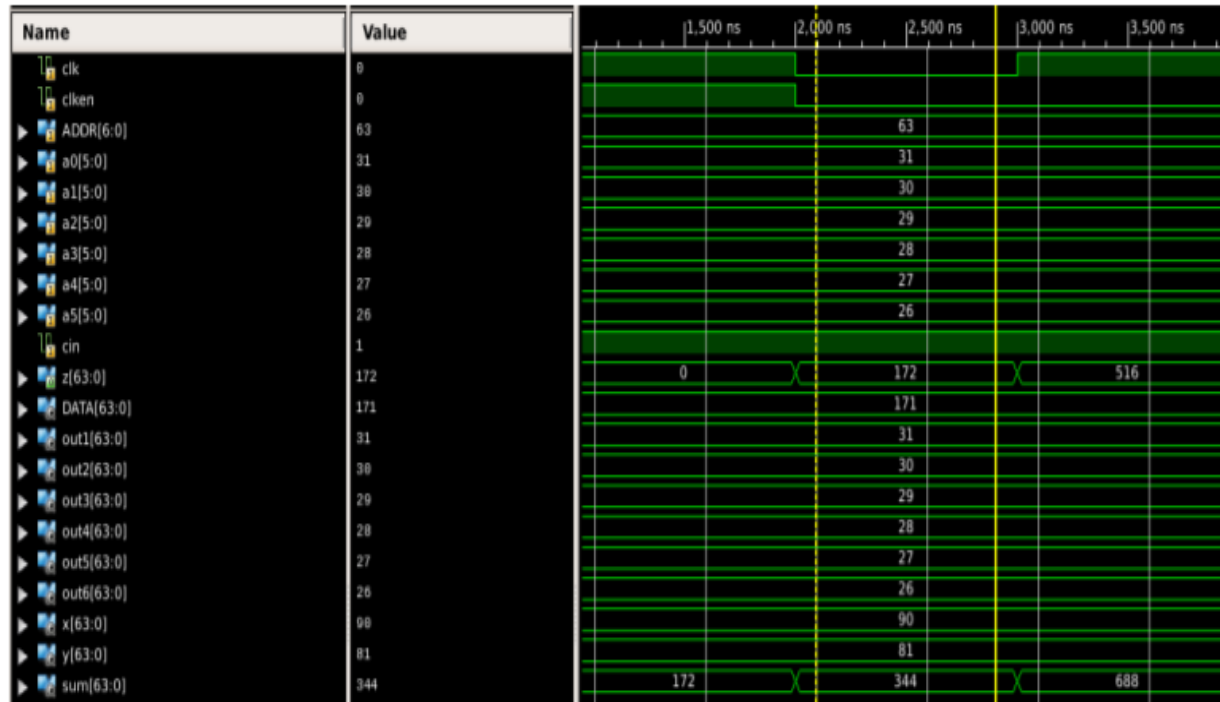 Name Value 1,500 ns 2,000 ns 2,500 ns 3,000 ns 3,500 ns
clk 0
clken 0
ADDR[6:0] 63 63
a0[5:0] 31 31
a1[5:0] 30 30
a2[5:0] 29 29
a3[5:0] 28 28
a4[5:0] 27 27
a5[5:0] 26 26
cin 1
z[63:0] 172 0 172 516
DATA[63:0] 171 171
out1[63:0] 31 31
out2[63:0] 30 30
out3[63:0] 29 29
out4[63:0] 28 28
out5[63:0] 27 27
out6[63:0] 26 26
x[63:0] 90 90
y[63:0] 81 81
sum[63:0] 344 172 344 688